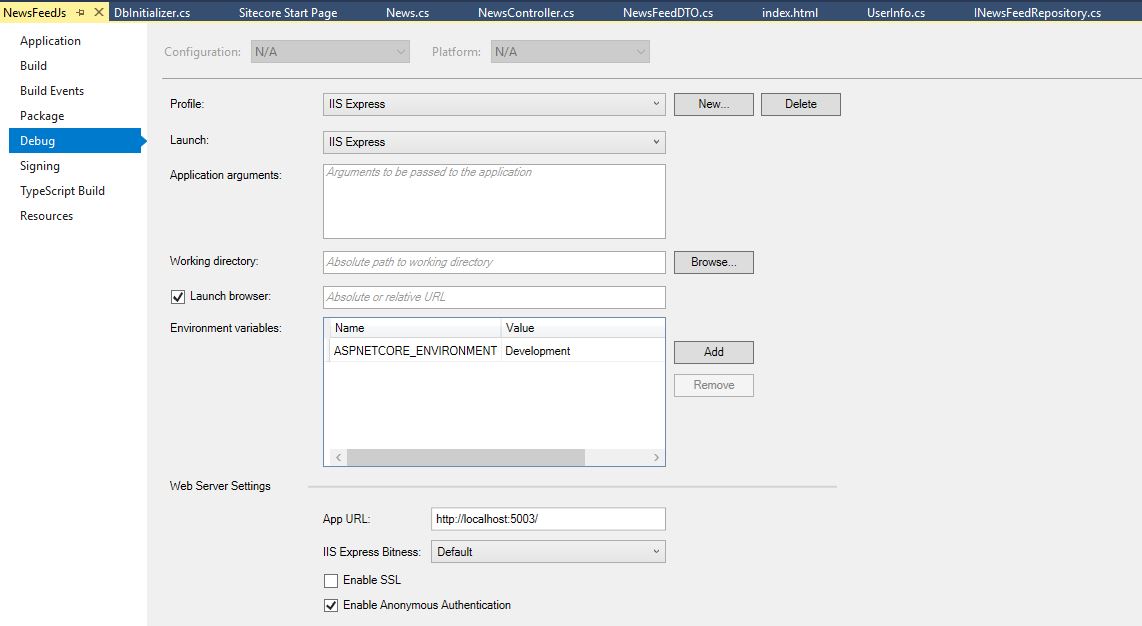 NewsFeedJs DbInitializer.cs Sitecore Start Page News.cs NewsController.cs NewsFeedDTO.cs index.html UserInfo.cs INewsFeedRepository.cs
Application
Build
Build Events
Package
Debug
Signing
TypeScript Build
Resources
Configuration: N/A Platform: N/A
Profile: IIS Express New... Delete
Launch: IIS Express
Application arguments: Arguments to be passed to the application
Working directory: Absolute path to working directory Browse...
Launch browser: Absolute or relative URL
Environment variables: Name Value
ASPNETCORE_ENVIRONMENT Development Add
Remove
Web Server Settings
App URL: http://localhost:5003/
IIS Express Bitness: Default
Enable SSL
Enable Anonymous Authentication